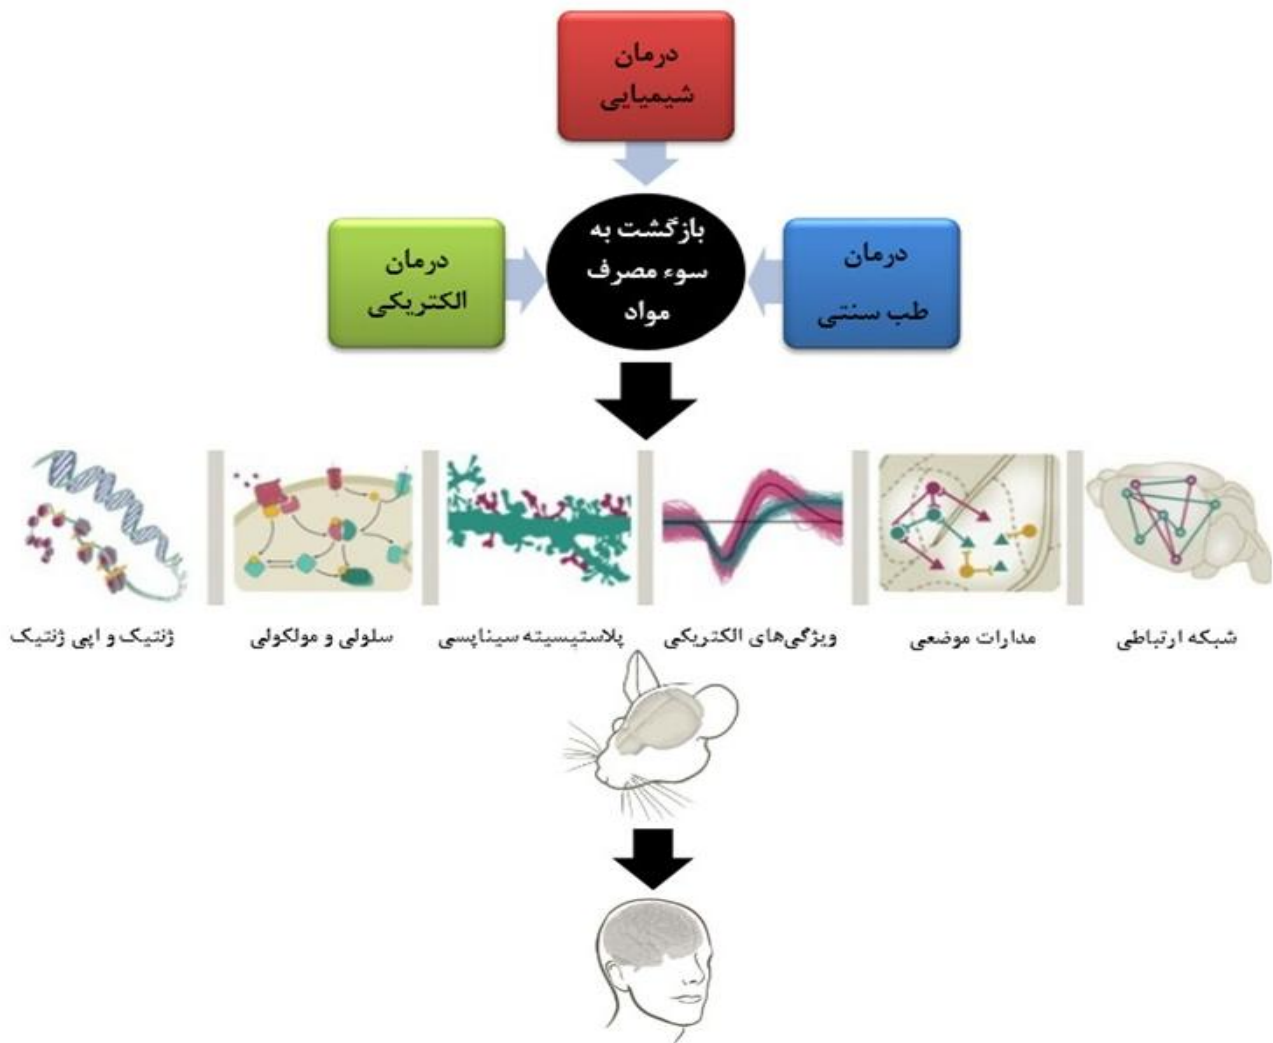 درمان
شیمیایی
درمان
طب سنتی
بازگشت به
سوء مصرف
مواد
درمان
الکتریکی
شبکه ارتباطی
مدارات موضعی
ویژگی‌های الکتریکی
پلاستیسیته سیناپسی
سلولی و مولکولی
ژنتیک و اپی ژنتیک